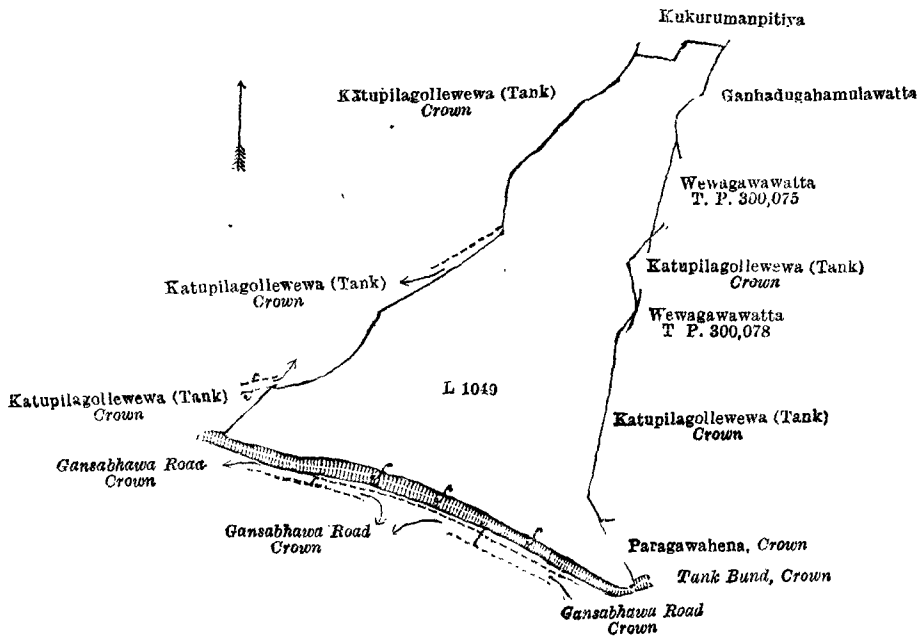 Kukurumanpitiya
Katupilagollewewa (Tank)
Crown
Ganhadugahamulawatta
Wewagawawatta
T. P. 300,075
Katupilagollewewa (Tank)
Crown
Katupilagollewewa (Tank)
Crown
Wewagawawatta
T P. 300,078
L 1049
Katupilagollewewa (Tank)
Crown
Katupilagollewewa (Tank)
Crown
Gansabhawa Road
Crown
Gansabhawa Road
Crown
Paragawahena, Crown
Tank Bund, Crown
Gansabhawa Road
Crown